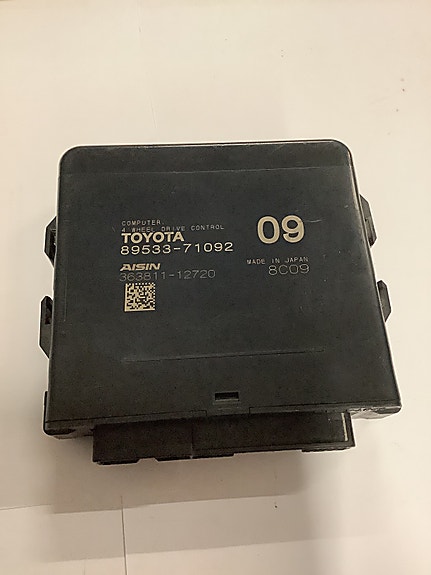 COMPUTER,
4 WHEEL DRIVE CONTROL
TOYOTA
89533-71092
09
AISIN
MADE IN JAPAN
363811-12720
8C09